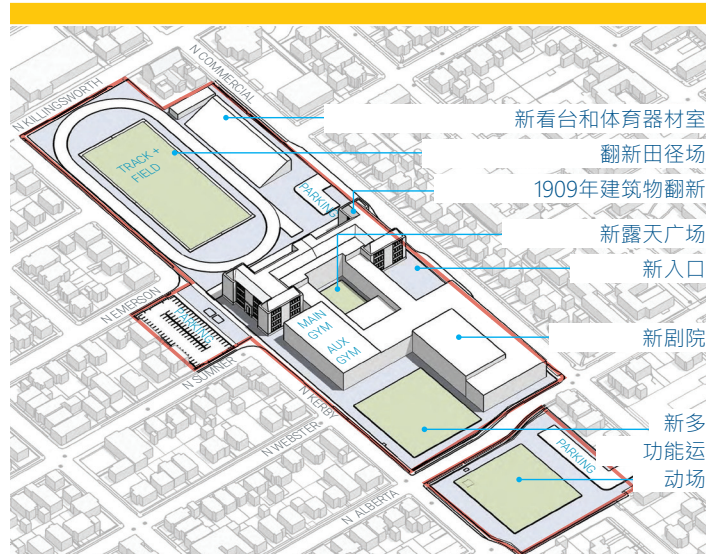 N COMMERCIAL
N KILLINGSWORTH
新看台和体育器材室
TRACK +
FIELD
翻新田径场
PARKING
1909年建筑物翻新
新露天广场
新入口
N EMERSON
PARKING
MAIN
GYM
AUX
GYM
新剧院
N SUMNER
N KERBY
N WEBSTER
新多
功能运
动场
PARKING
N ALBERTA